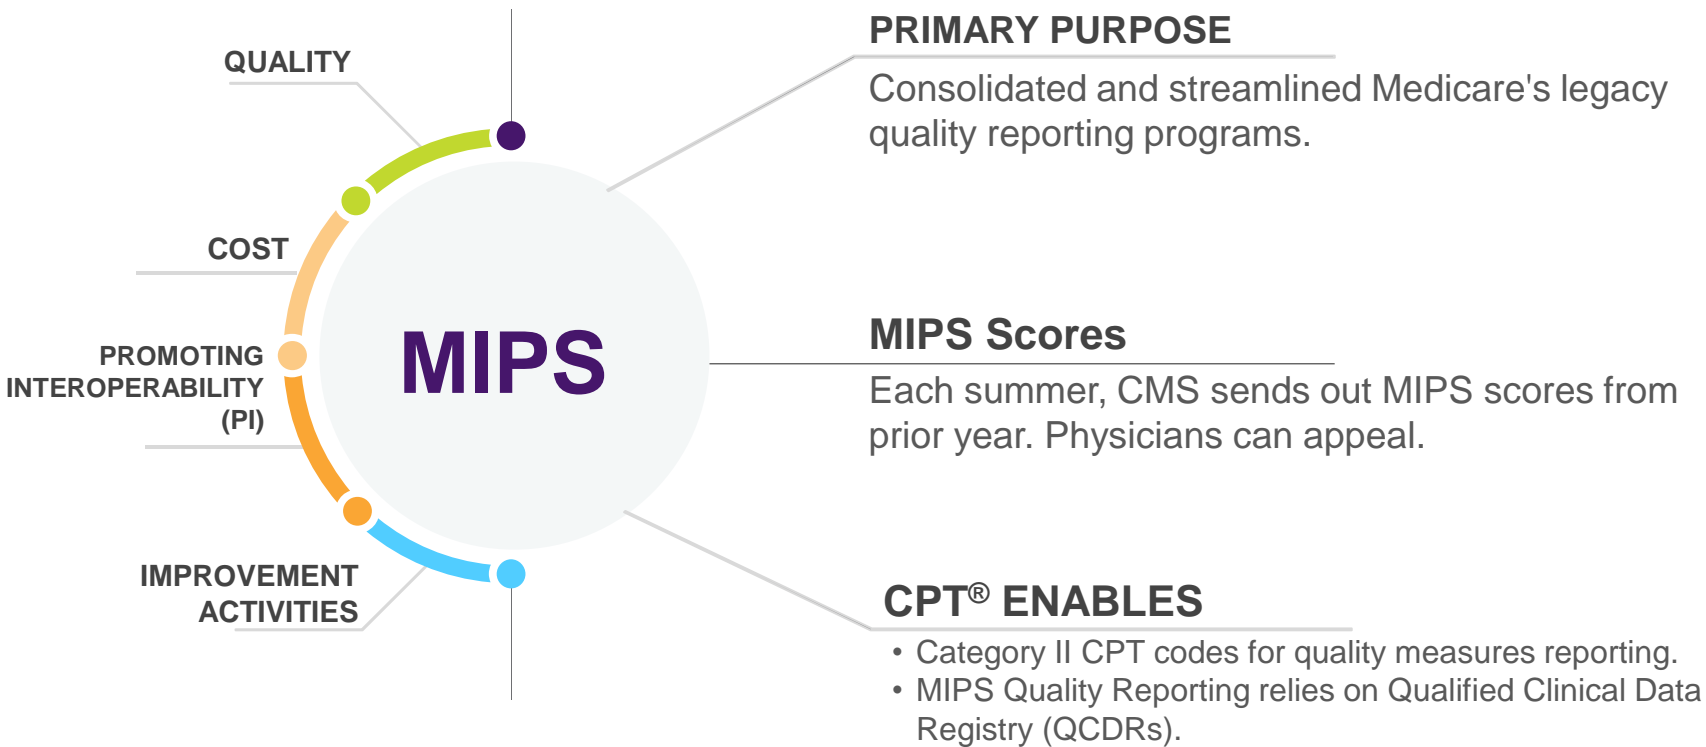 QUALITY
COST
PROMOTING
INTEROPERABILITY
(PI)
IMPROVEMENT
ACTIVITIES
MIPS
PRIMARY PURPOSE
Consolidated and streamlined Medicare's legacy
quality reporting programs.
MIPS Scores
Each summer, CMS sends out MIPS scores from
prior year. Physicians can appeal.
CPT® ENABLES
• Category II CPT codes for quality measures reporting.
• MIPS Quality Reporting relies on Qualified Clinical Data
Registry (QCDRs).